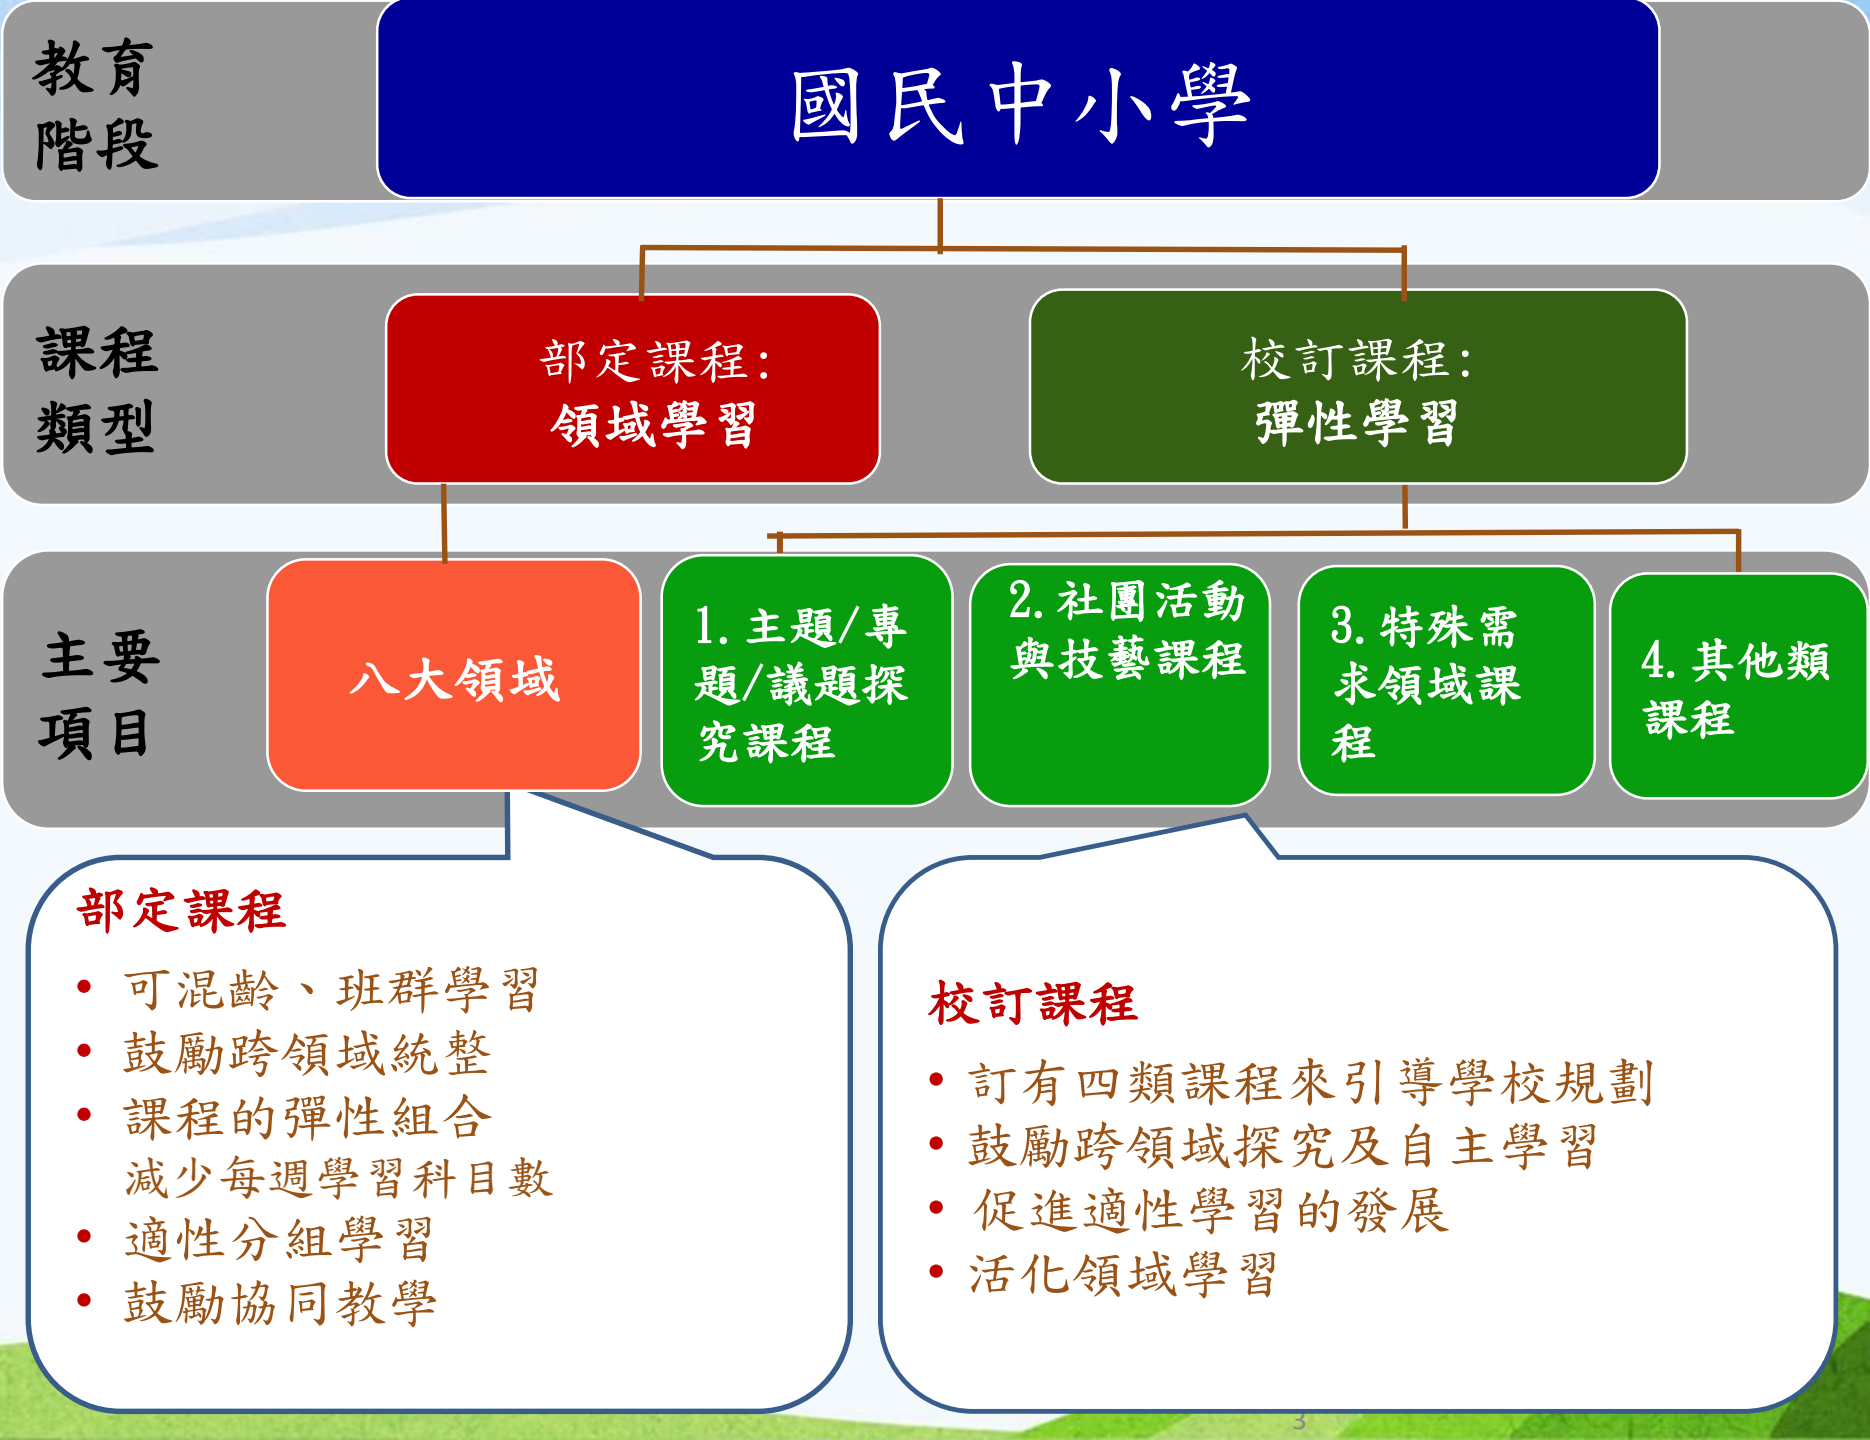 教育
階段
國民中小學
課程
類型
部定課程:
領域學習
校訂課程:
彈性學習
主要
項目
八大領域
1.主題/專
題/議題探
究課程
2.社團活動
與技藝課程
3.特殊需
求領域課
程
4.其他類
課程
部定課程
• 可混齡、班群學習
• 鼓勵跨領域統整
• 課程的彈性組合
減少每週學習科目數
• 適性分組學習
• 鼓勵協同教學
校訂課程
• 訂有四類課程來引導學校規劃
• 鼓勵跨領域探究及自主學習
• 促進適性學習的發展
• 活化領域學習
3